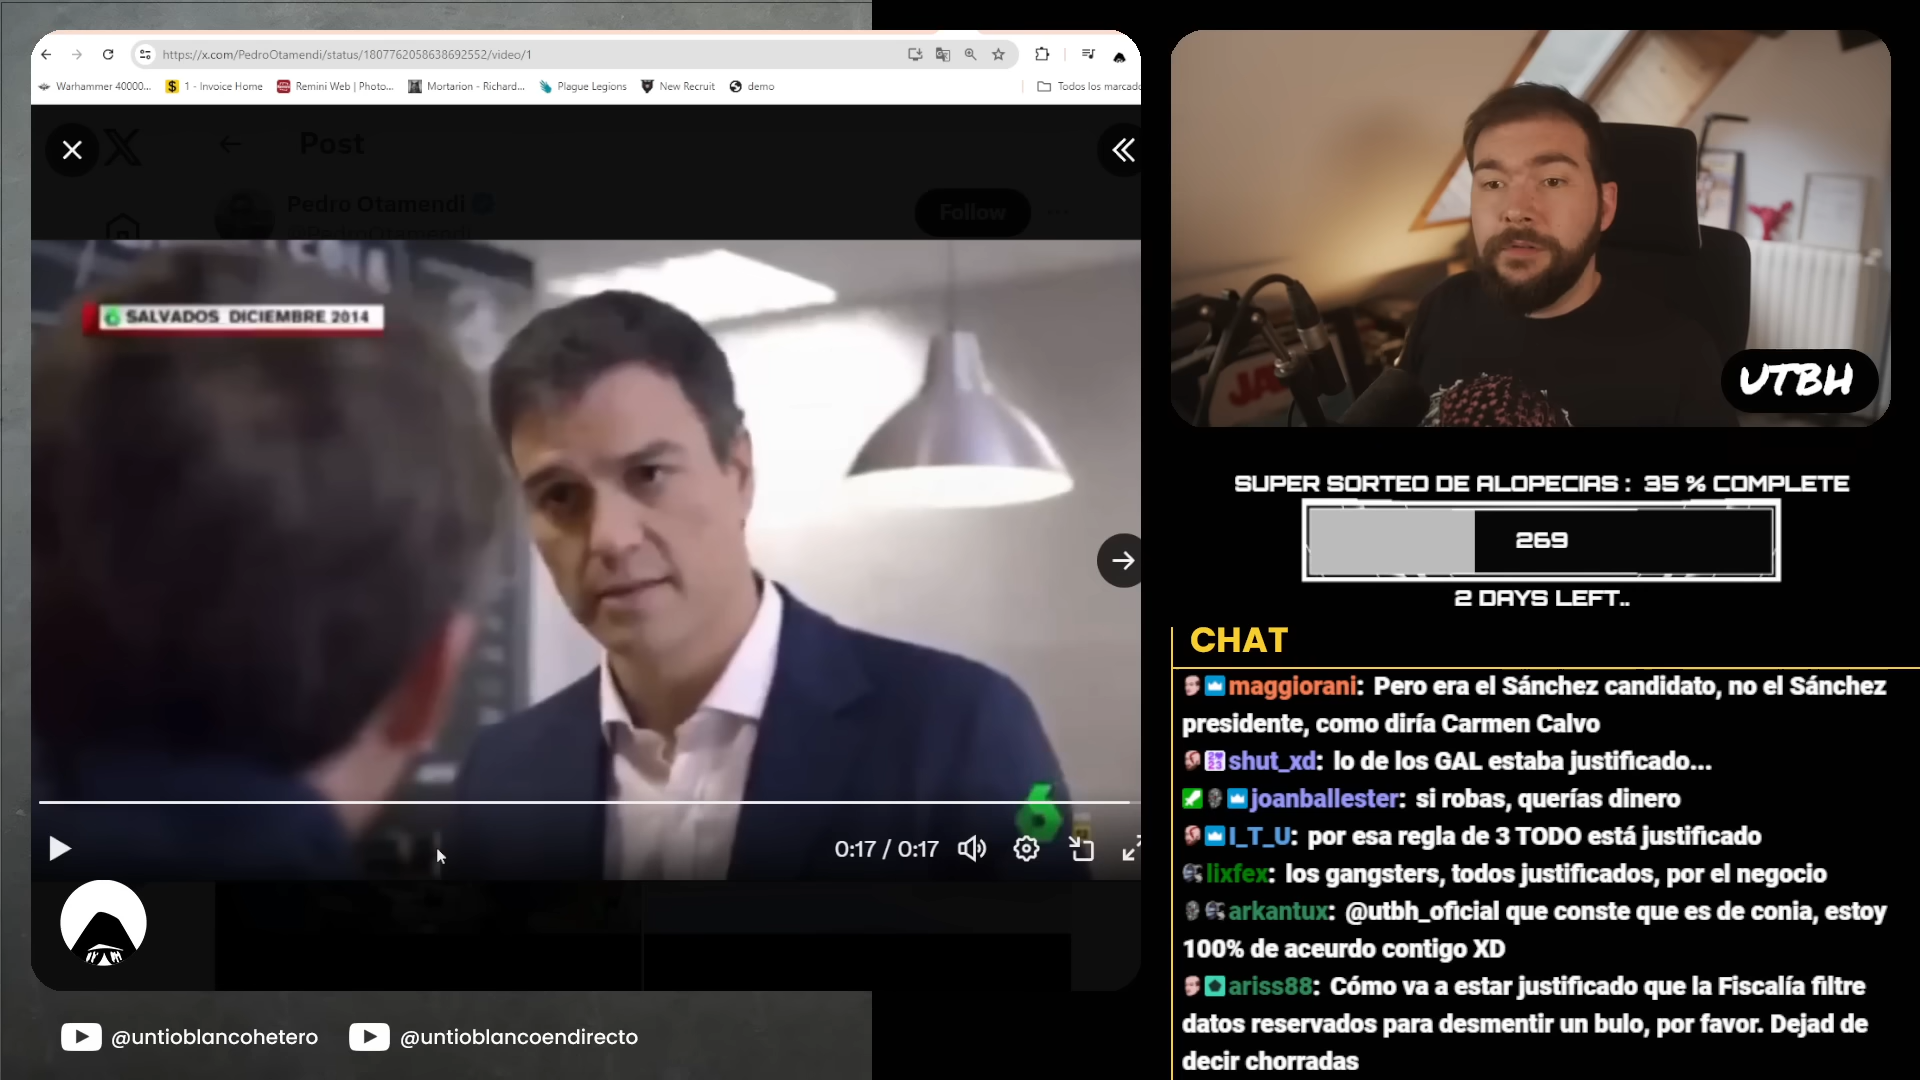 https://x.com/PedroOtamendi/status/1807762058638692552/video/1
Warhammer 40000...
1 - Invoice Home
Remini Web | Photo...
Mortarion - Richard...
Plague Legions
New Recruit
demo
Todos los marcado
Post
Pedro Otamendi
@PedroOtamendi
Follow
SALVADOS DICIEMBRE 2014
0:17 / 0:17
@untioblancohetero
@untioblancoendirecto
UTBH
SUPER SORTEO DE ALOPECIAS : 35 % COMPLETE
269
2 DAYS LEFT..
CHAT
maggiorani: Pero era el Sánchez candidato, no el Sánchez
presidente, como diría Carmen Calvo
shut_xd: lo de los GAL estaba justificado...
joanballester: si robas, querías dinero
I_T_U: por esa regla de 3 TODO está justificado
lixfex: los gangsters, todos justificados, por el negocio
arkantux: @utbh_oficial que conste que es de conia, estoy
100% de aceurdo contigo XD
ariss88: Cómo va a estar justificado que la Fiscalía filtre
datos reservados para desmentir un bulo, por favor. Dejad de
decir chorradas